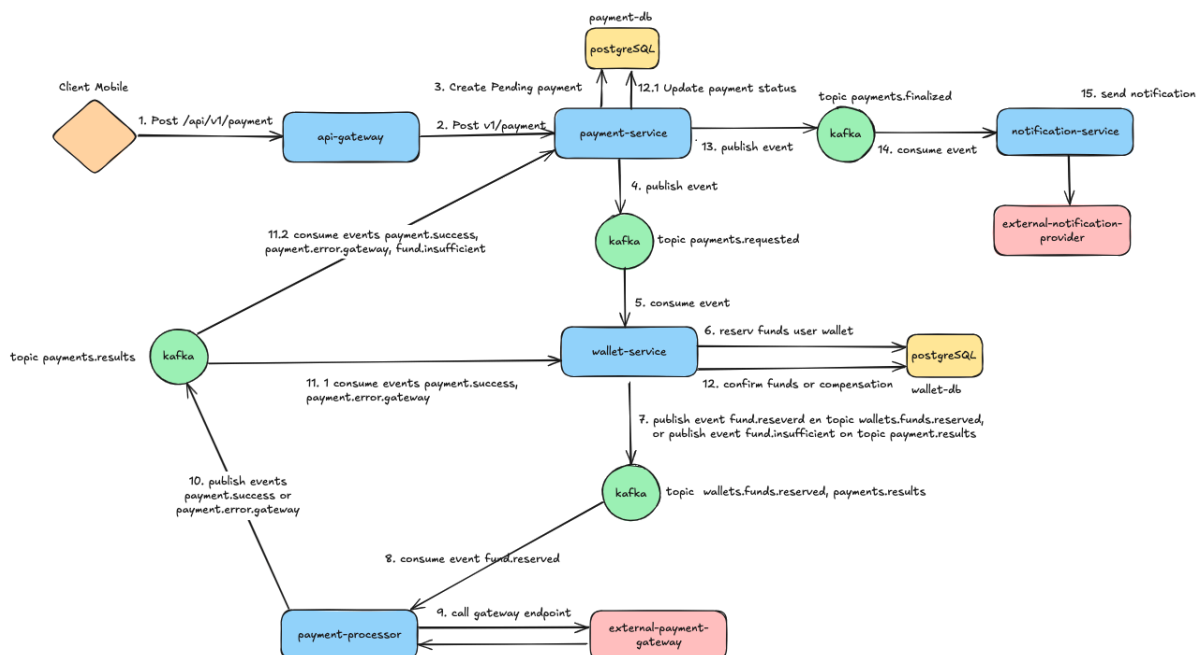 payment-db
postgreSQL
Client Mobile
3. Create Pending payment
12.1 Update payment status
topic payments.finalized
15. send notification
1. Post /api/v1/payment
api-gateway
2. Post v1/payment
payment-service
13. publish event
kafka
14. consume event
notification-service
4. publish event
11.2 consume events payment.success,
payment.error.gateway, fund.insufficient
kafka
topic payments.requested
external-notification-
provider
5. consume event
topic payments.results
kafka
wallet-service
6. reserv funds user wallet
postgreSQL
wallet-db
11. 1 consume events payment.success,
payment.error.gateway
12. confirm funds or compensation
7. publish event fund.reseverd en topic wallets.funds.reserved,
or publish event fund.insufficient on topic payment.results
10. publish events
payment.success or
payment.error.gateway
kafka
topic wallets.funds.reserved, payments.results
8. consume event fund.reserved
payment-processor
9. call gateway endpoint
external-payment-
gateway